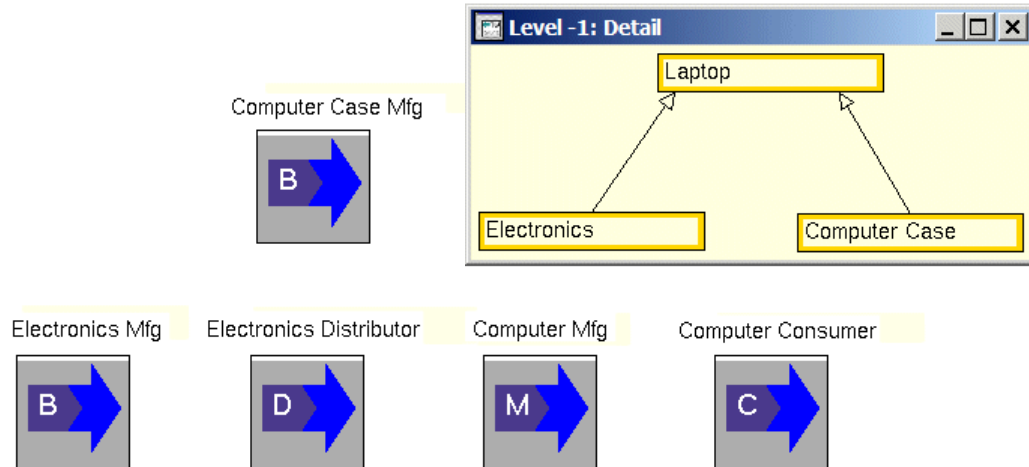 Level -1: Detail
Laptop
Computer Case Mfg
B
Electronics
Computer Case
Electronics Mfg
Electronics Distributor
Computer Mfg
Computer Consumer
B
D
M
C